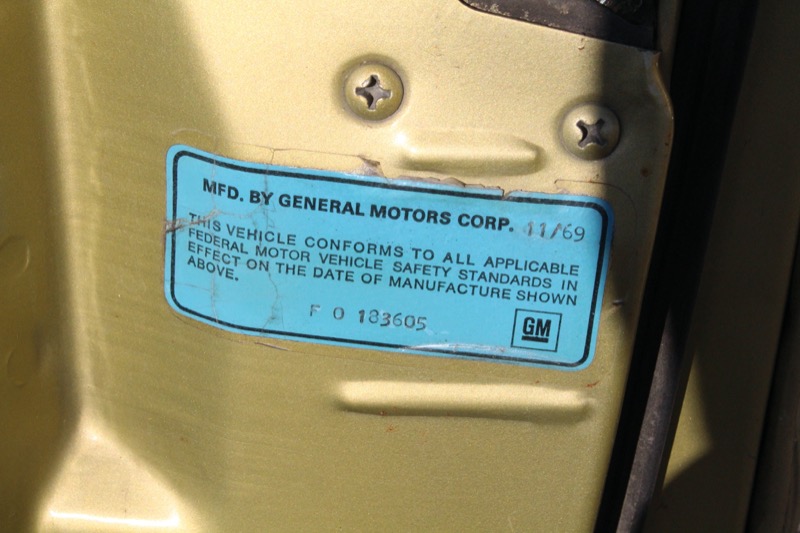 MFD. BY GENERAL MOTORS CORP. 11/69
THIS VEHICLE CONFORMS TO ALL APPLICABLE
FEDERAL MOTOR VEHICLE SAFETY STANDARDS IN
EFFECT ON THE DATE OF MANUFACTURE SHOWN
ABOVE.
F 0 183605
GM